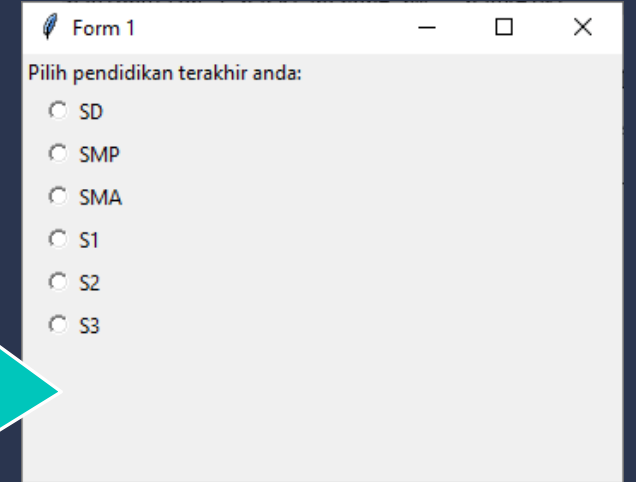 Form 1
Pilih pendidikan terakhir anda:
SD
SMP
SMA
S1
S2
S3